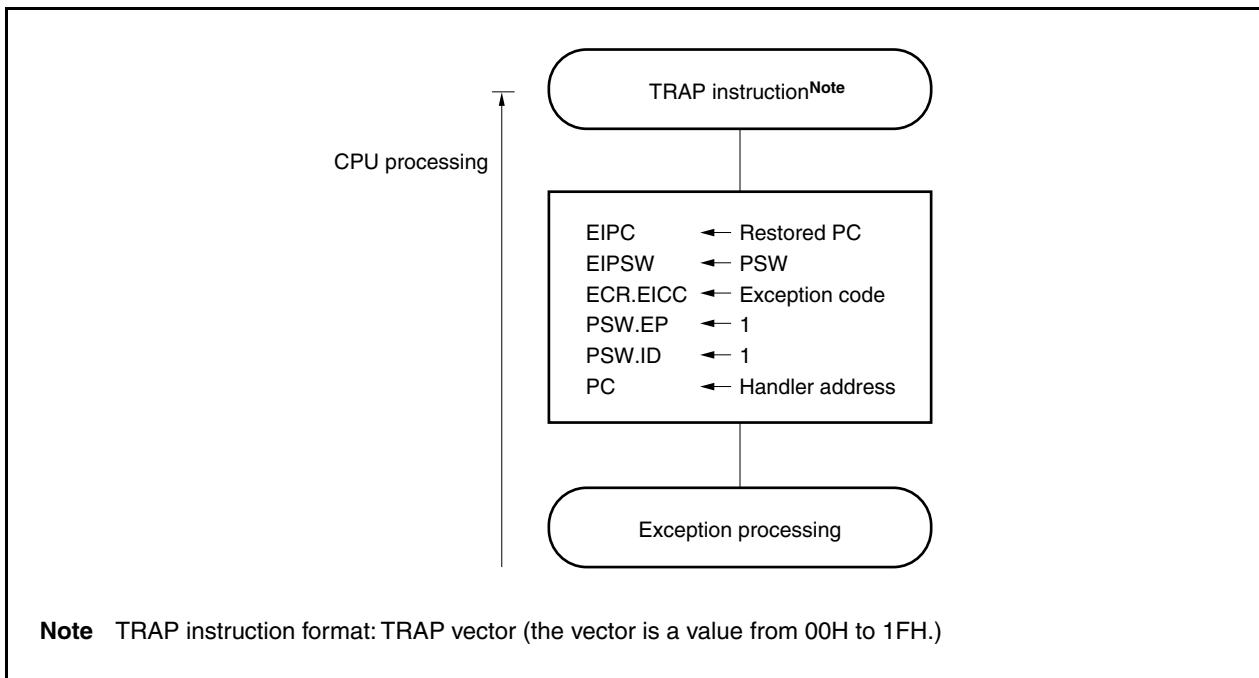 TRAP instructionNote
CPU processing
EIPC ← Restored PC
EIPSW ← PSW
ECR.EICC ← Exception code
PSW.EP ← 1
PSW.ID ← 1
PC ← Handler address
Exception processing
Note TRAP instruction format: TRAP vector (the vector is a value from 00H to 1FH.)